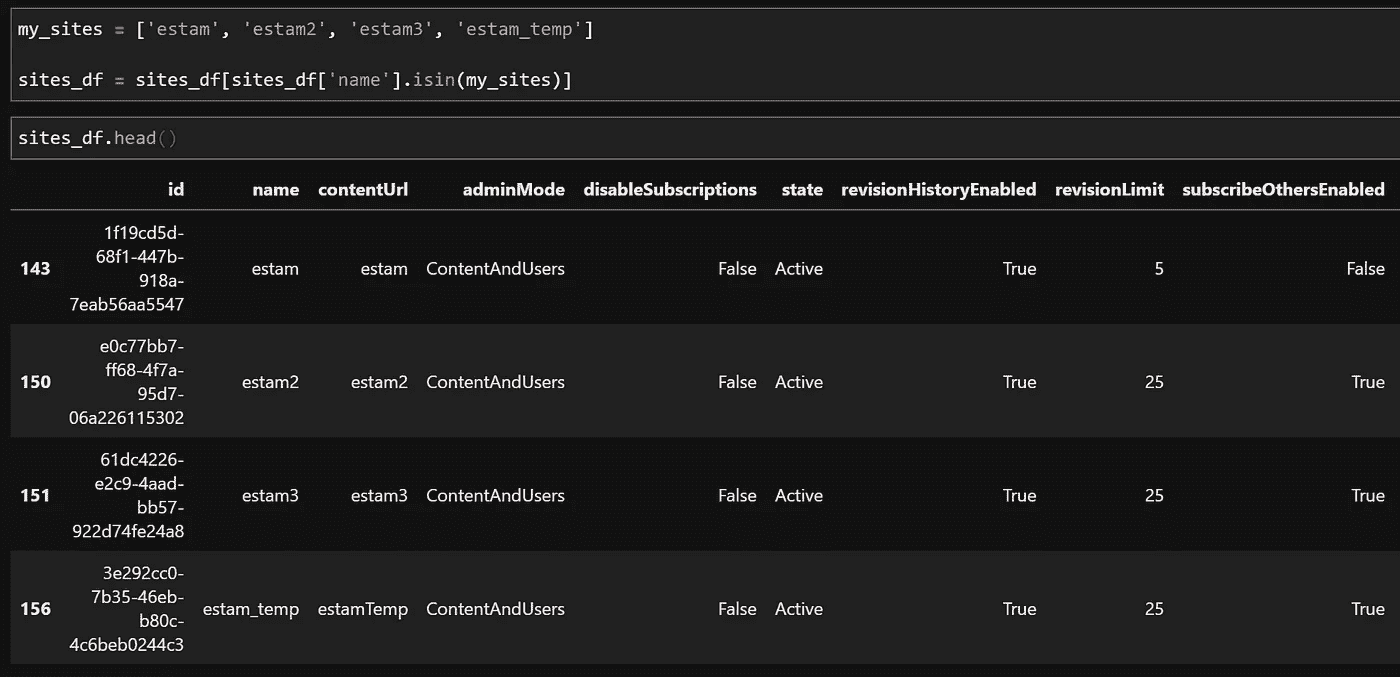 my_sites = ['estam', 'estam2', 'estam3', 'estam_temp']
sites_df = sites_df[sites_df['name'].isin(my_sites)]
sites_df.head()
id name contentUrl adminMode disableSubscriptions state revisionHistoryEnabled revisionLimit subscribeOthersEnabled
1f19cd5d-
68f1-447b-
143 estam estam ContentAndUsers False Active True 5 False
918a-
7eab56aa5547
e0c77bb7-
ff68-4f7a-
150 estam2 estam2 ContentAndUsers False Active True 25 True
95d7-
06a226115302
61dc4226-
e2c9-4aad-
151 estam3 estam3 ContentAndUsers False Active True 25 True
bb57-
922d74fe24a8
3e292cc0-
7b35-46eb-
156 estam_temp estamTemp ContentAndUsers False Active True 25 True
b80c-
4c6beb0244c3